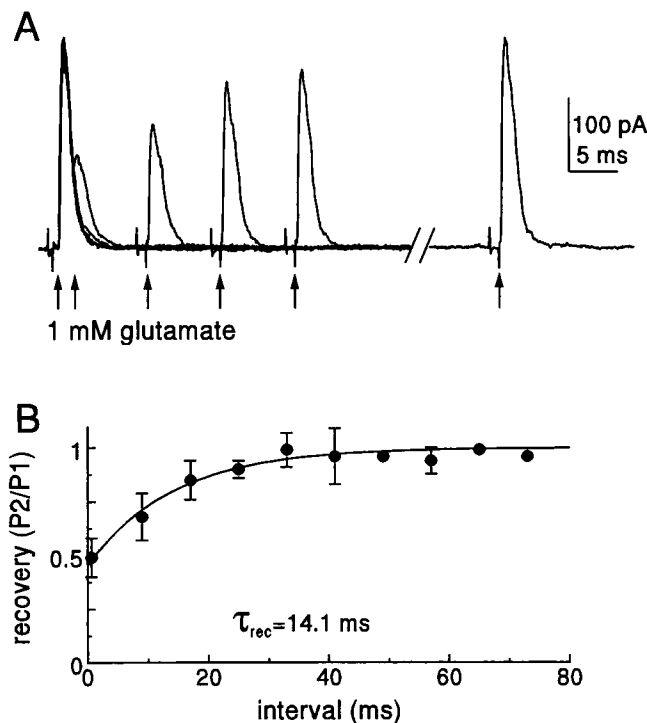 A
100 pA
5 ms
1 mM glutamate
B
recovery (P2/P1)
1
0.5
0
τrec=14.1 ms
0 20 40 60 80
interval (ms)